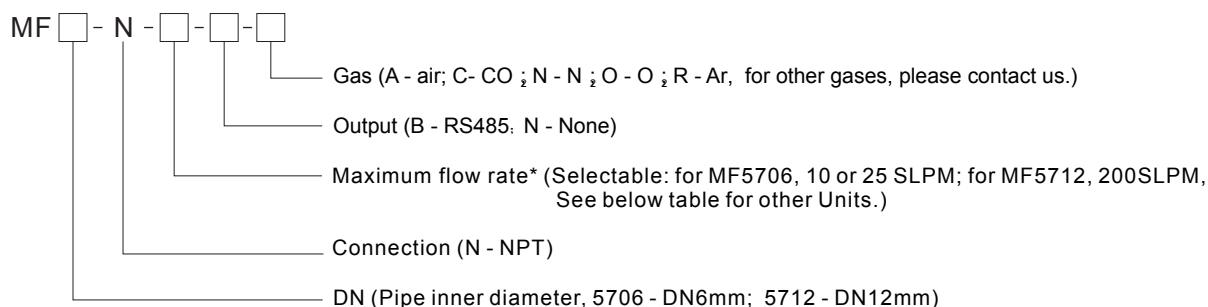 MF □ - N - □ - □ - □
Gas (A - air; C- CO₂; N - N₂; O - O₂; R - Ar, for other gases, please contact us.)
Output (B - RS485; N - None)
Maximum flow rate* (Selectable: for MF5706, 10 or 25 SLPM; for MF5712, 200SLPM,
See below table for other Units.)
Connection (N - NPT)
DN (Pipe inner diameter, 5706 - DN6mm; 5712 - DN12mm)